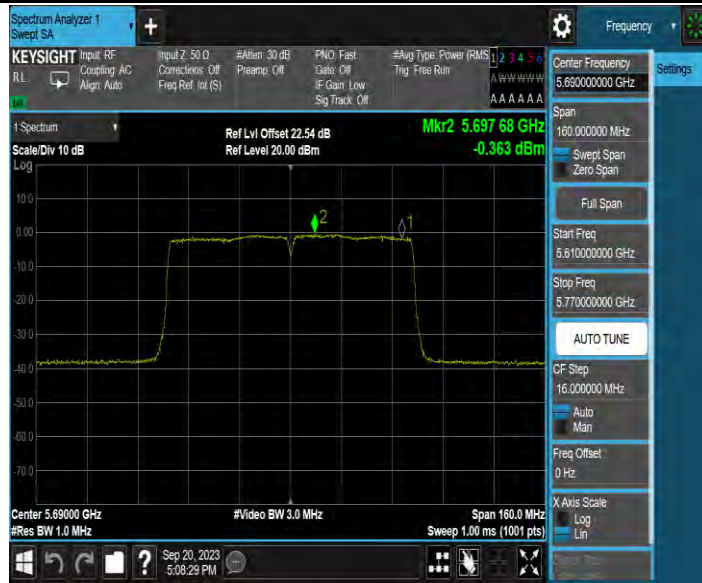 Spectrum Analyzer 1
Swept SA
Frequency
KEYSIGHT
RL
Input: RF
Coupling: AC
Align: Auto
Input Z: 50 Ω
Corrections: Off
Freq Ref: Int (S)
#Atten: 30 dB
Preamp: Off
PNO: Fast
Gate: Off
IF Gain: Low
Sig Track: Off
#Avg Type: Power (RMS
Trig: Free Run
1 2 3 4 5 6
A W W W W W
A A A A A A
Center Frequency
5.690000000 GHz
Settings
Span
160.000000 MHz
Swept Span
Zero Span
Full Span
Start Freq
5.610000000 GHz
Stop Freq
5.770000000 GHz
AUTO TUNE
CF Step
16.000000 MHz
Auto
Man
Freq Offset
0 Hz
X Axis Scale
Log
Lin
1 Spectrum
Scale/Div 10 dB
Log
Ref Lvl Offset 22.54 dB
Ref Level 20.00 dBm
Mkr2 5.697 68 GHz
-0.363 dBm
2
1
10.0
0.00
-10.0
-20.0
-30.0
-40.0
-50.0
-60.0
-70.0
Center 5.69000 GHz
#Res BW 1.0 MHz
#Video BW 3.0 MHz
Span 160.0 MHz
Sweep 1.00 ms (1001 pts)
Sep 20, 2023
5:08:29 PM